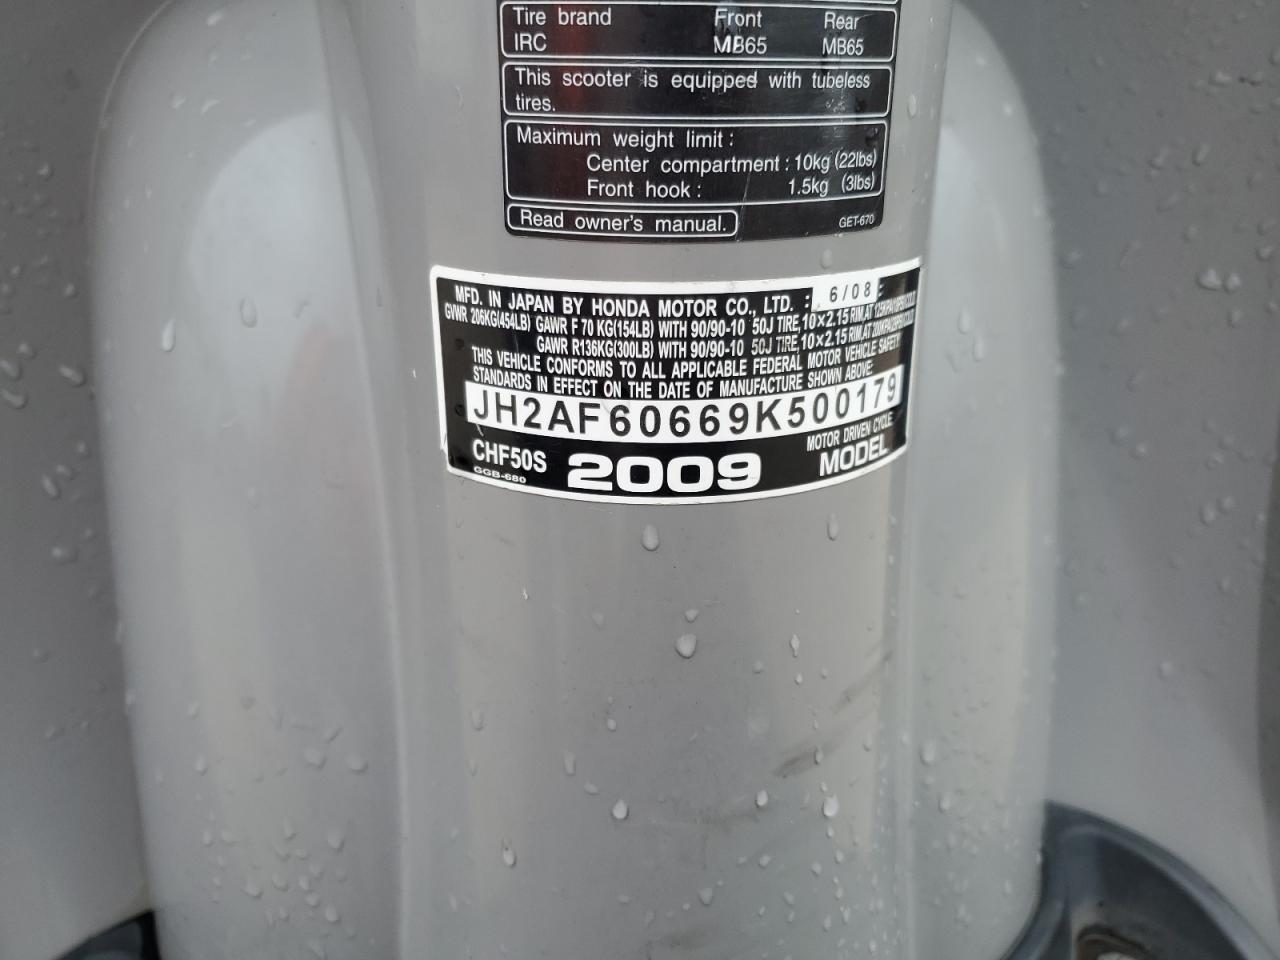 Tire brand Front Rear
IRC MB65 MB65
This scooter is equipped with tubeless
tires.
Maximum weight limit :
Center compartment : 10kg (22lbs)
Front hook : 1.5kg (3lbs)
Read owner's manual. GET-670
MFD. IN JAPAN BY HONDA MOTOR CO., LTD. : 6/08
GVWR 206KG(454LB) GAWR F 70 KG(154LB) WITH 90/90-10 50J TIRE, 10×2.15 RIM, AT
GAWR R136KG(300LB) WITH 90/90-10 50J TIRE, 10×2.15 RIM, AT
THIS VEHICLE CONFORMS TO ALL APPLICABLE FEDERAL MOTOR VEHICLE SAFETY
STANDARDS IN EFFECT ON THE DATE OF MANUFACTURE SHOWN ABOVE.
JH2AF60669K500179
CHF50S 2009 MOTOR DRIVEN CYCLE
GGB-680 MODEL